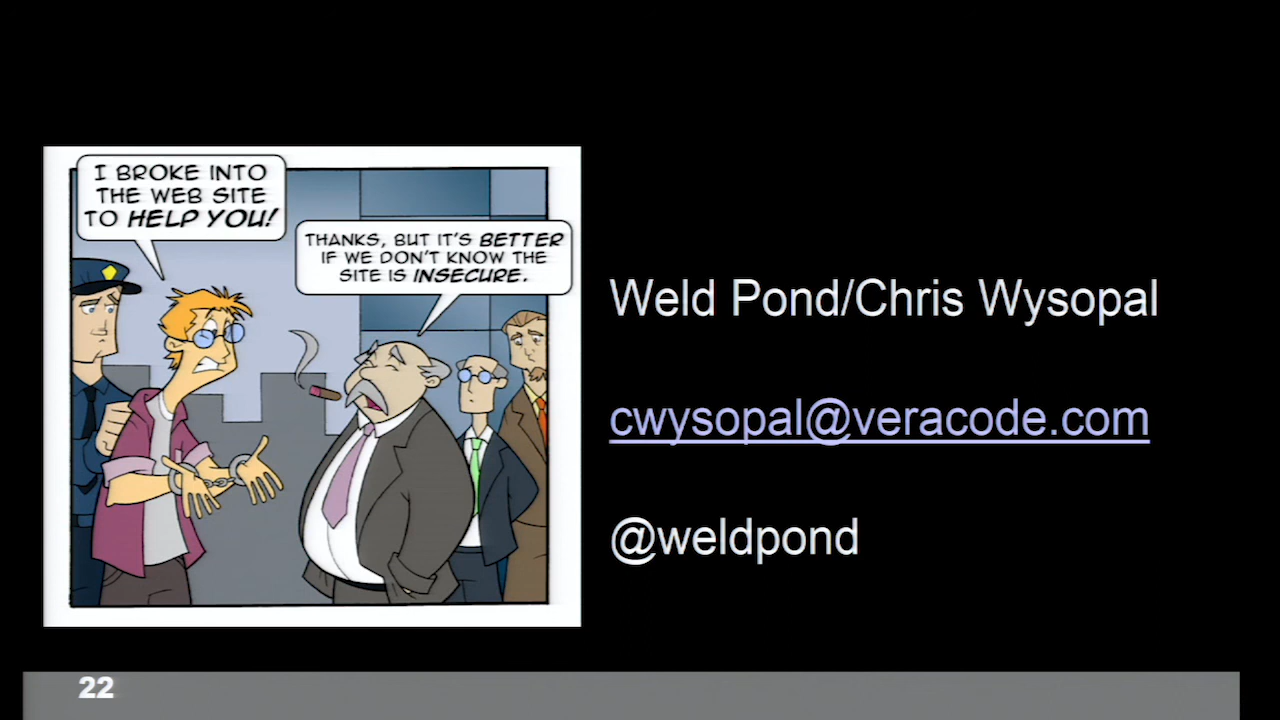 I BROKE INTO
THE WEB SITE
TO HELP YOU!
THANKS, BUT IT'S BETTER
IF WE DON'T KNOW THE
SITE IS INSECURE.
Weld Pond/Chris Wysopal
cwysopal@veracode.com
@weldpond
22